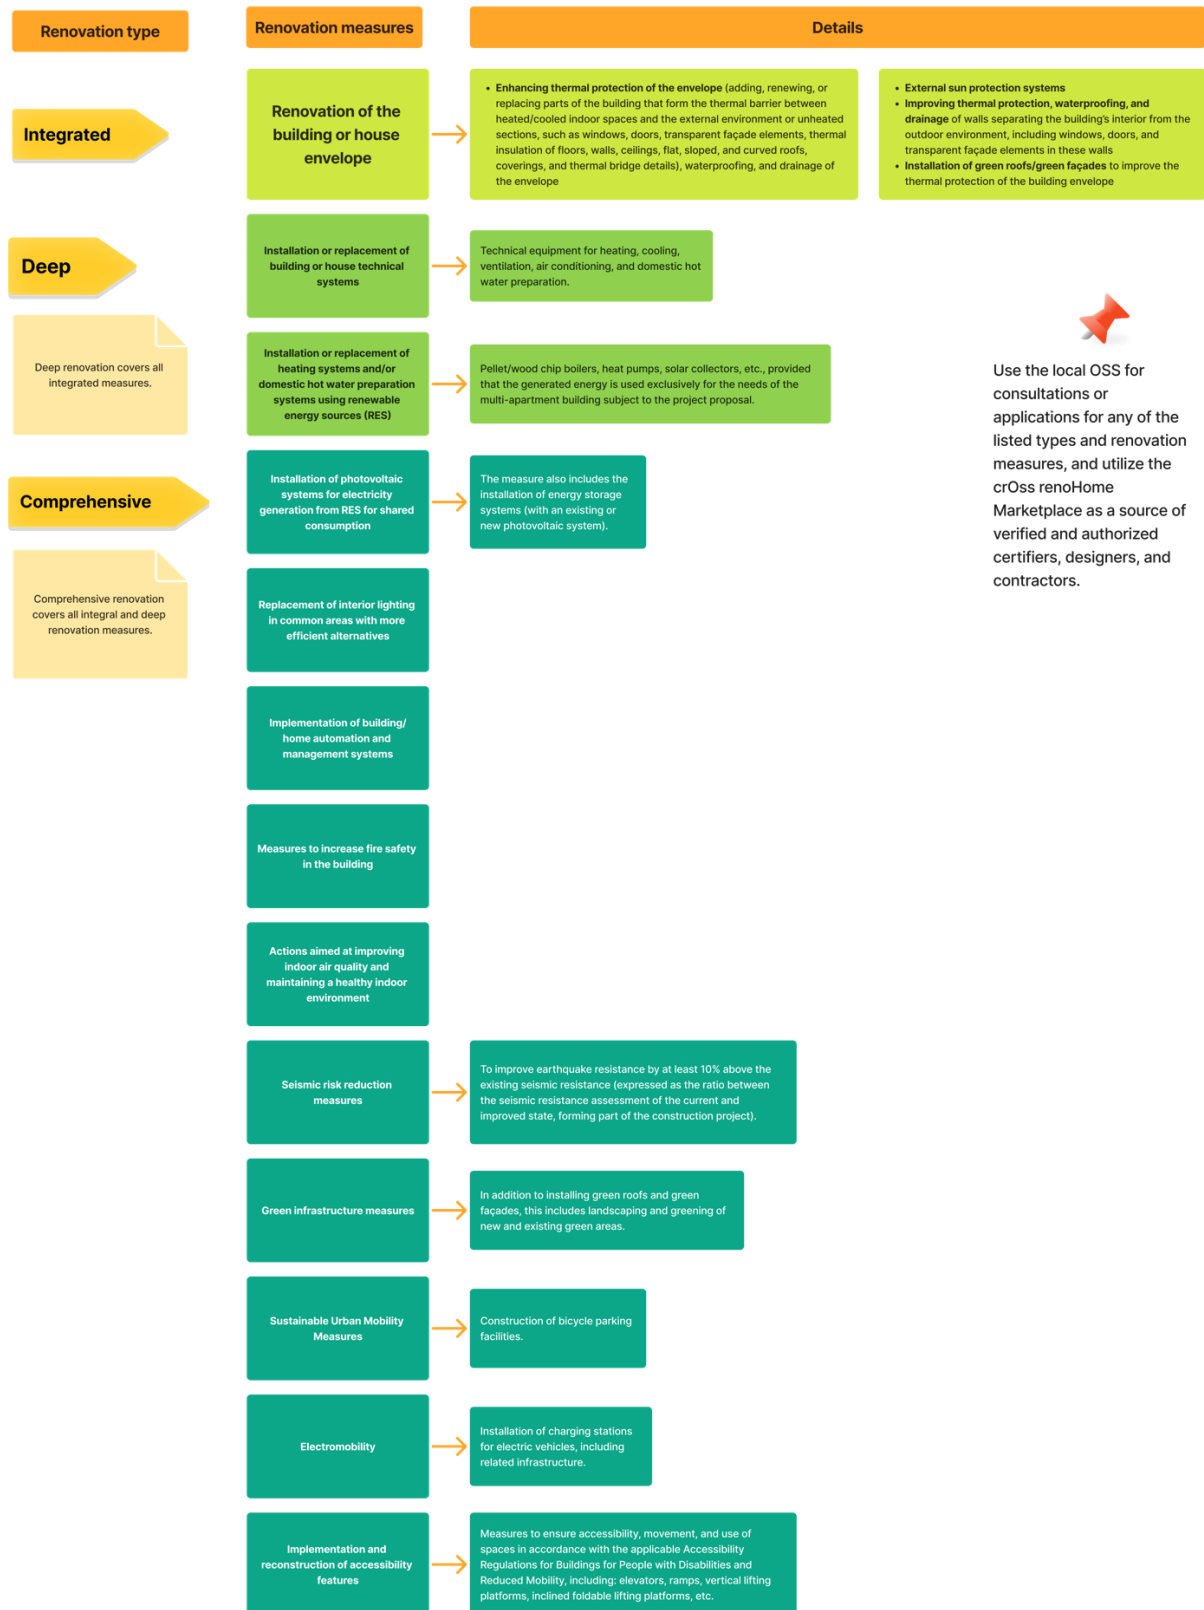 Renovation type
Renovation measures
Details
Integrated
Renovation of the
building or house
envelope
• Enhancing thermal protection of the envelope (adding, renewing, or
replacing parts of the building that form the thermal barrier between
heated/cooled indoor spaces and the external environment or unheated
sections, such as windows, doors, transparent façade elements, thermal
insulation of floors, walls, ceilings, flat, sloped, and curved roofs,
coverings, and thermal bridge details), waterproofing, and drainage of
the envelope
• External sun protection systems
• Improving thermal protection, waterproofing, and
drainage of walls separating the building's interior from the
outdoor environment, including windows, doors, and
transparent façade elements in these walls
• Installation of green roofs/green façades to improve the
thermal protection of the building envelope
Deep
Installation or replacement of
building or house technical
systems
Technical equipment for heating, cooling,
ventilation, air conditioning, and domestic hot
water preparation.
Deep renovation covers all
integrated measures.
Installation or replacement of
heating systems and/or
domestic hot water preparation
systems using renewable
energy sources (RES)
Pellet/wood chip boilers, heat pumps, solar collectors, etc., provided
that the generated energy is used exclusively for the needs of the
multi-apartment building subject to the project proposal.
Use the local OSS for
consultations or
applications for any of the
listed types and renovation
measures, and utilize the
crOss renoHome
Marketplace as a source of
verified and authorized
certifiers, designers, and
contractors.
Comprehensive
Installation of photovoltaic
systems for electricity
generation from RES for shared
consumption
The measure also includes the
installation of energy storage
systems (with an existing or
new photovoltaic system).
Comprehensive renovation
covers all integral and deep
renovation measures.
Replacement of interior lighting
in common areas with more
efficient alternatives
Implementation of building/
home automation and
management systems
Measures to increase fire safety
in the building
Actions aimed at improving
indoor air quality and
maintaining a healthy indoor
environment
Seismic risk reduction
measures
To improve earthquake resistance by at least 10% above the
existing seismic resistance (expressed as the ratio between
the seismic resistance assessment of the current and
improved state, forming part of the construction project).
Green infrastructure measures
In addition to installing green roofs and green
façades, this includes landscaping and greening of
new and existing green areas.
Sustainable Urban Mobility
Measures
Construction of bicycle parking
facilities.
Electromobility
Installation of charging stations
for electric vehicles, including
related infrastructure.
Implementation and
reconstruction of accessibility
features
Measures to ensure accessibility, movement, and use of
spaces in accordance with the applicable Accessibility
Regulations for Buildings for People with Disabilities and
Reduced Mobility, including: elevators, ramps, vertical lifting
platforms, inclined foldable lifting platforms, etc.